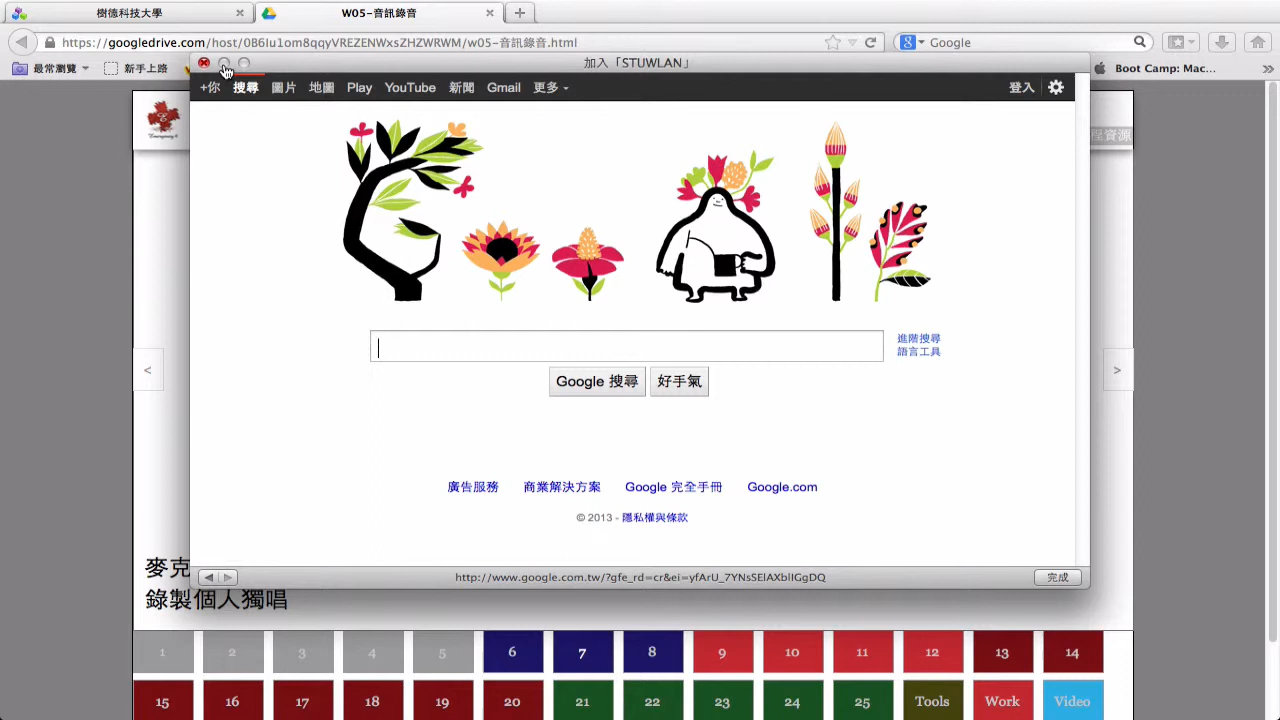 樹德科技大學
W05-音訊錄音
https://googledrive.com/host/0B6Iu1om8qqyVREZENWxsZHZWRWM/w05-音訊錄音.html
Google
最常瀏覽
新手上路
Boot Camp: Mac...
加入「STUWLAN」
+你 搜尋 圖片 地圖 Play YouTube 新聞 Gmail 更多
登入
進階搜尋
語言工具
Google 搜尋
好手氣
<
>
廣告服務 商業解決方案 Google 完全手冊 Google.com
© 2013 - 隱私權與條款
http://www.google.com.tw/?gfe_rd=cr&ei=yfArU_7YNsSElAXblIGgDQ
完成
麥克
錄製個人獨唱
1 2 3 4 5 6 7 8 9 10 11 12 13 14
15 16 17 18 19 20 21 22 23 24 25 Tools Work Video